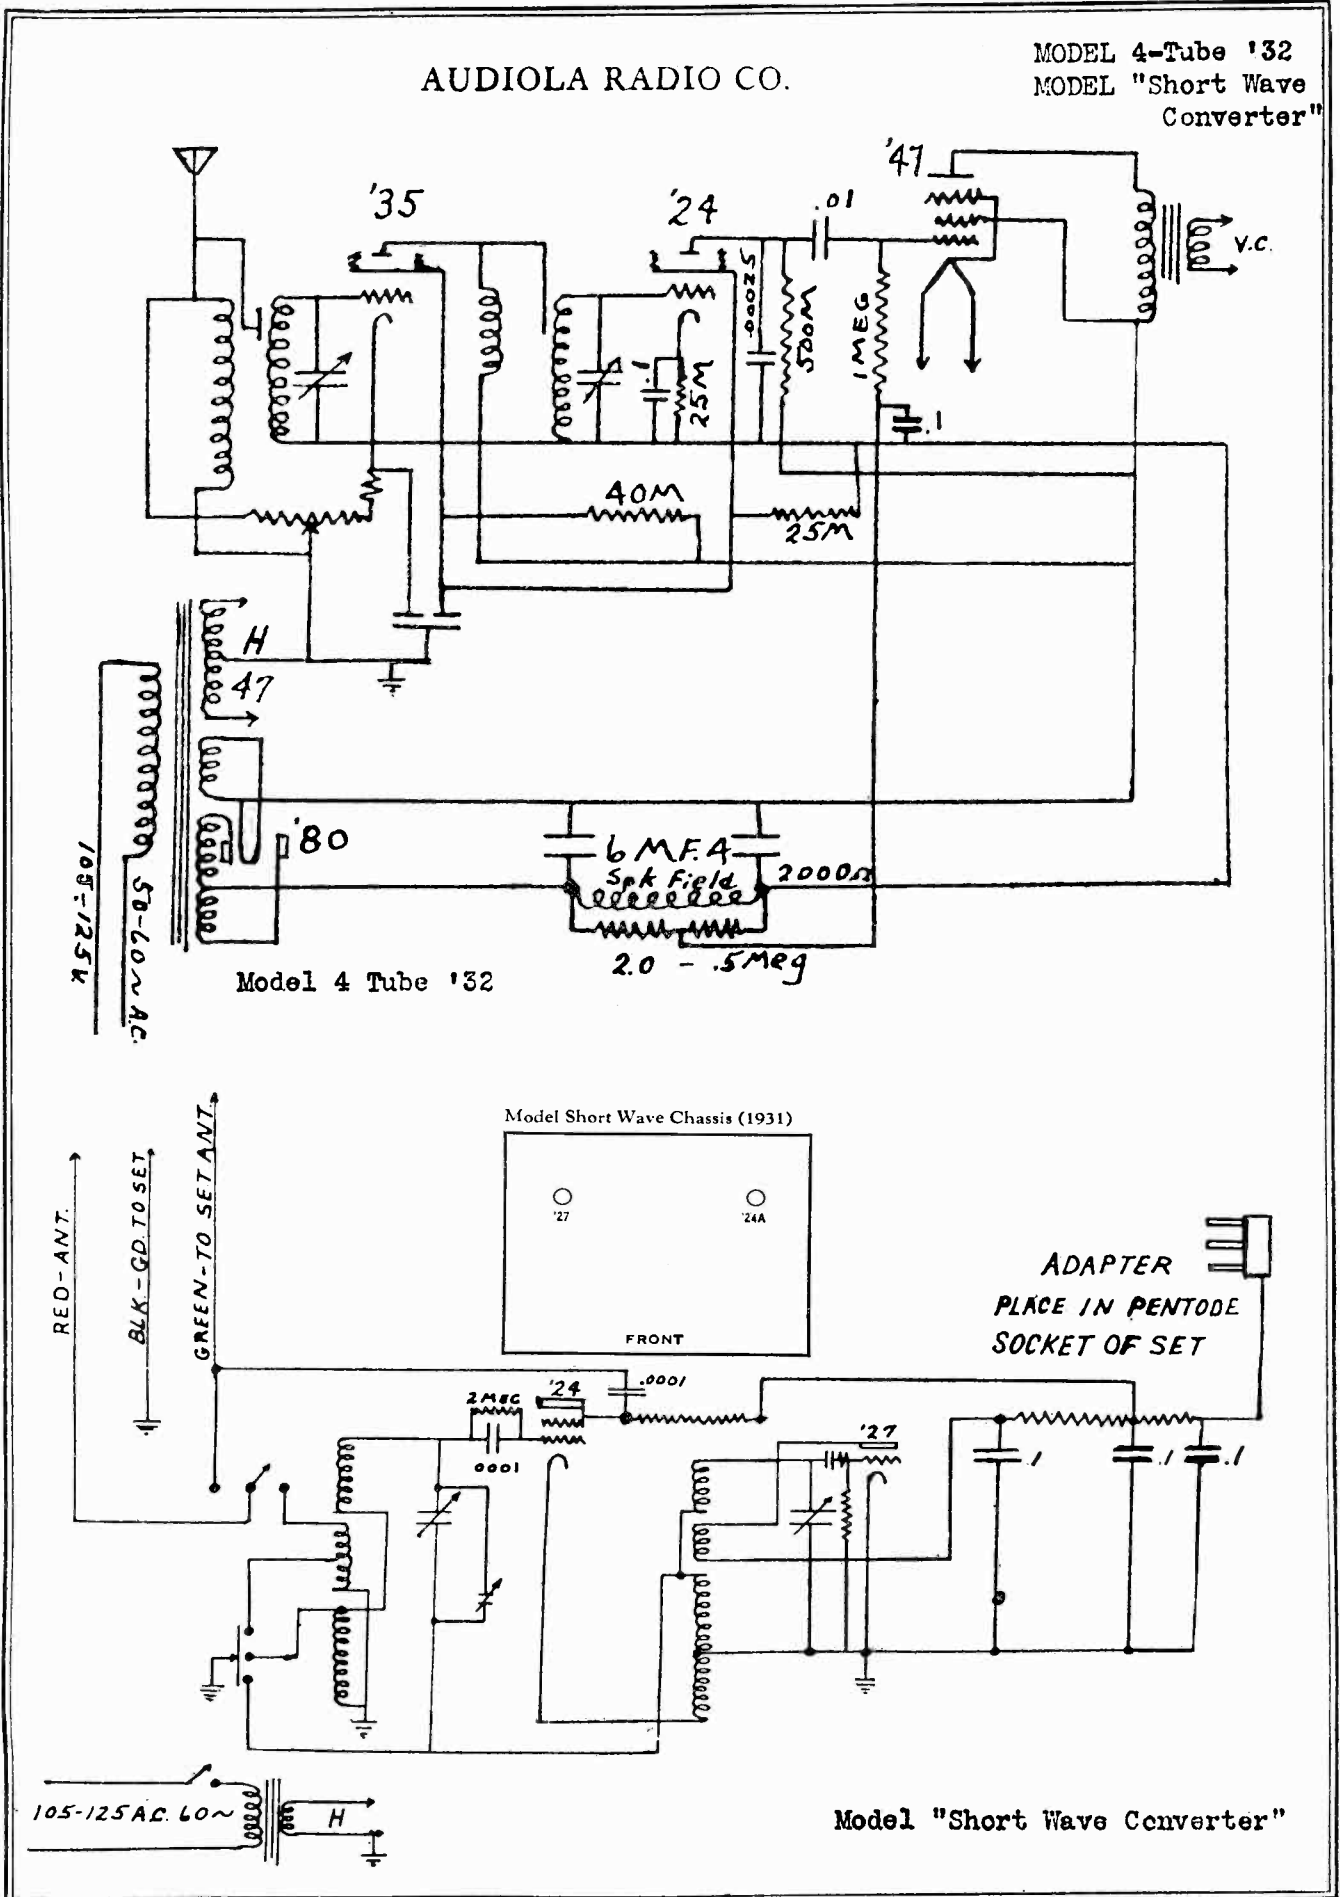 AUDIOLA RADIO CO.
MODEL 4-Tube '32
MODEL "Short Wave
Converter"
'35
'24
.01
'47
V.C.
.00025
500M
1MEG
.1
25M
.1
40M
25M
H
47
'80
6 M.F. 4
Spk Field
2000Ω
2.0 - .5Meg
105-125V
50-60~A.C.
Model 4 Tube '32
Model Short Wave Chassis (1931)
'27
'24A
FRONT
RED-ANT.
BLK-GD. TO SET
GREEN-TO SET ANT.
ADAPTER
PLACE IN PENTODE
SOCKET OF SET
2MEG
'24
.0001
0001
'27
.1
.1
.1
105-125 A.C. 60~
H
Model "Short Wave Converter"